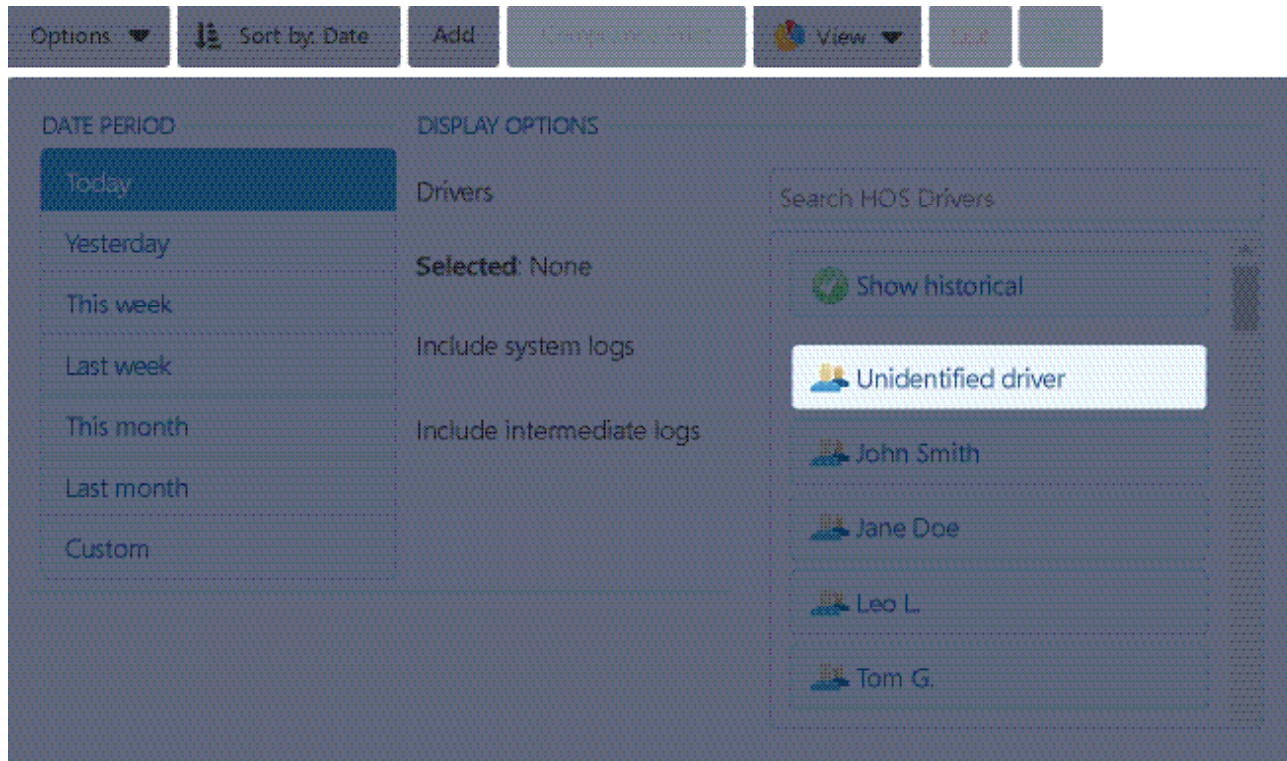 Options
Sort by: Date
Add
View
DATE PERIOD
Today
Yesterday
This week
Last week
This month
Last month
Custom
DISPLAY OPTIONS
Drivers
Selected: None
Include system logs
Include intermediate logs
Search HOS Drivers
Show historical
Unidentified driver
John Smith
Jane Doe
Leo L.
Tom G.